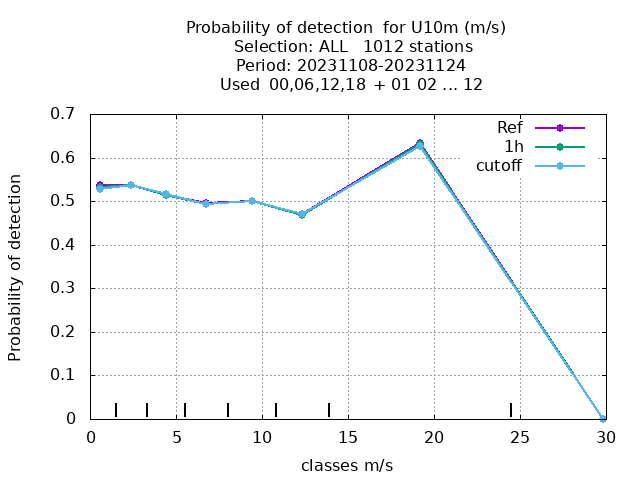 Probability of detection  for U10m (m/s)
Selection: ALL   1012 stations
Period: 20231108-20231124
Used  00,06,12,18  + 01 02 ... 12
Ref
1h
cutoff
Probability of detection
0.7
0.6
0.5
0.4
0.3
0.2
0.1
0
0 5 10 15 20 25 30
classes m/s